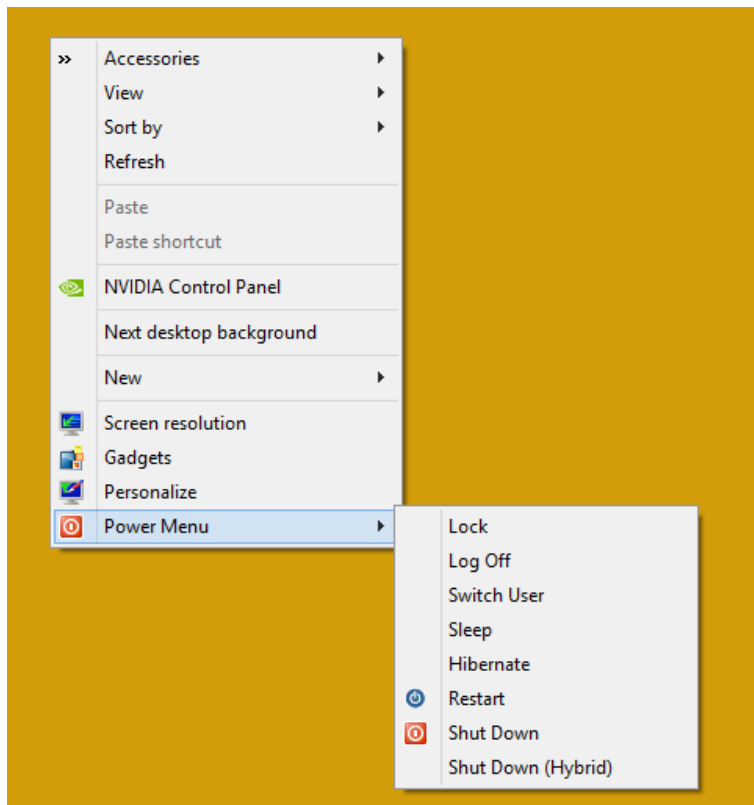 Accessories
View
Sort by
Refresh
Paste
Paste shortcut
NVIDIA Control Panel
Next desktop background
New
Screen resolution
Gadgets
Personalize
Power Menu
Lock
Log Off
Switch User
Sleep
Hibernate
Restart
Shut Down
Shut Down (Hybrid)